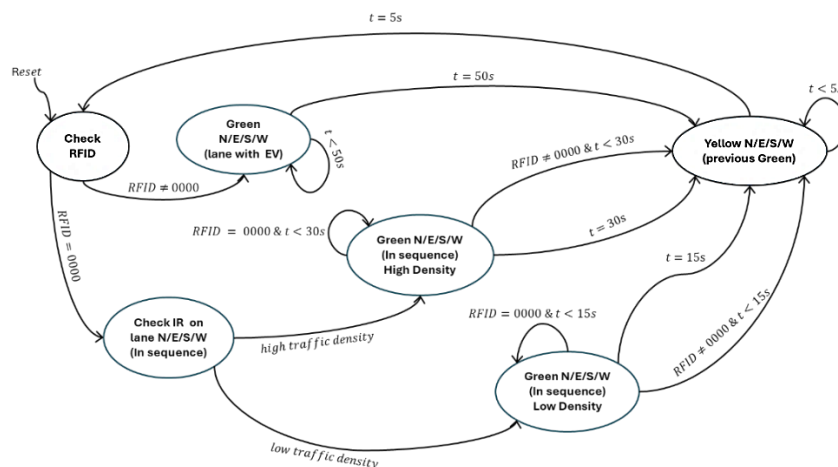 t = 5s
Reset
t = 50s
t < 5s
Check
RFID
Green
N/E/S/W
(lane with EV)
t < 50s
Yellow N/E/S/W
(previous Green)
RFID ≠ 0000 & t < 30s
RFID ≠ 0000
RFID = 0000 & t < 30s
Green N/E/S/W
(In sequence)
High Density
t = 30s
RFID = 0000
t = 15s
Check IR on
lane N/E/S/W
(In sequence)
high traffic density
RFID = 0000 & t < 15s
RFID ≠ 0000 & t < 15s
Green N/E/S/W
(In sequence)
Low Density
low traffic density